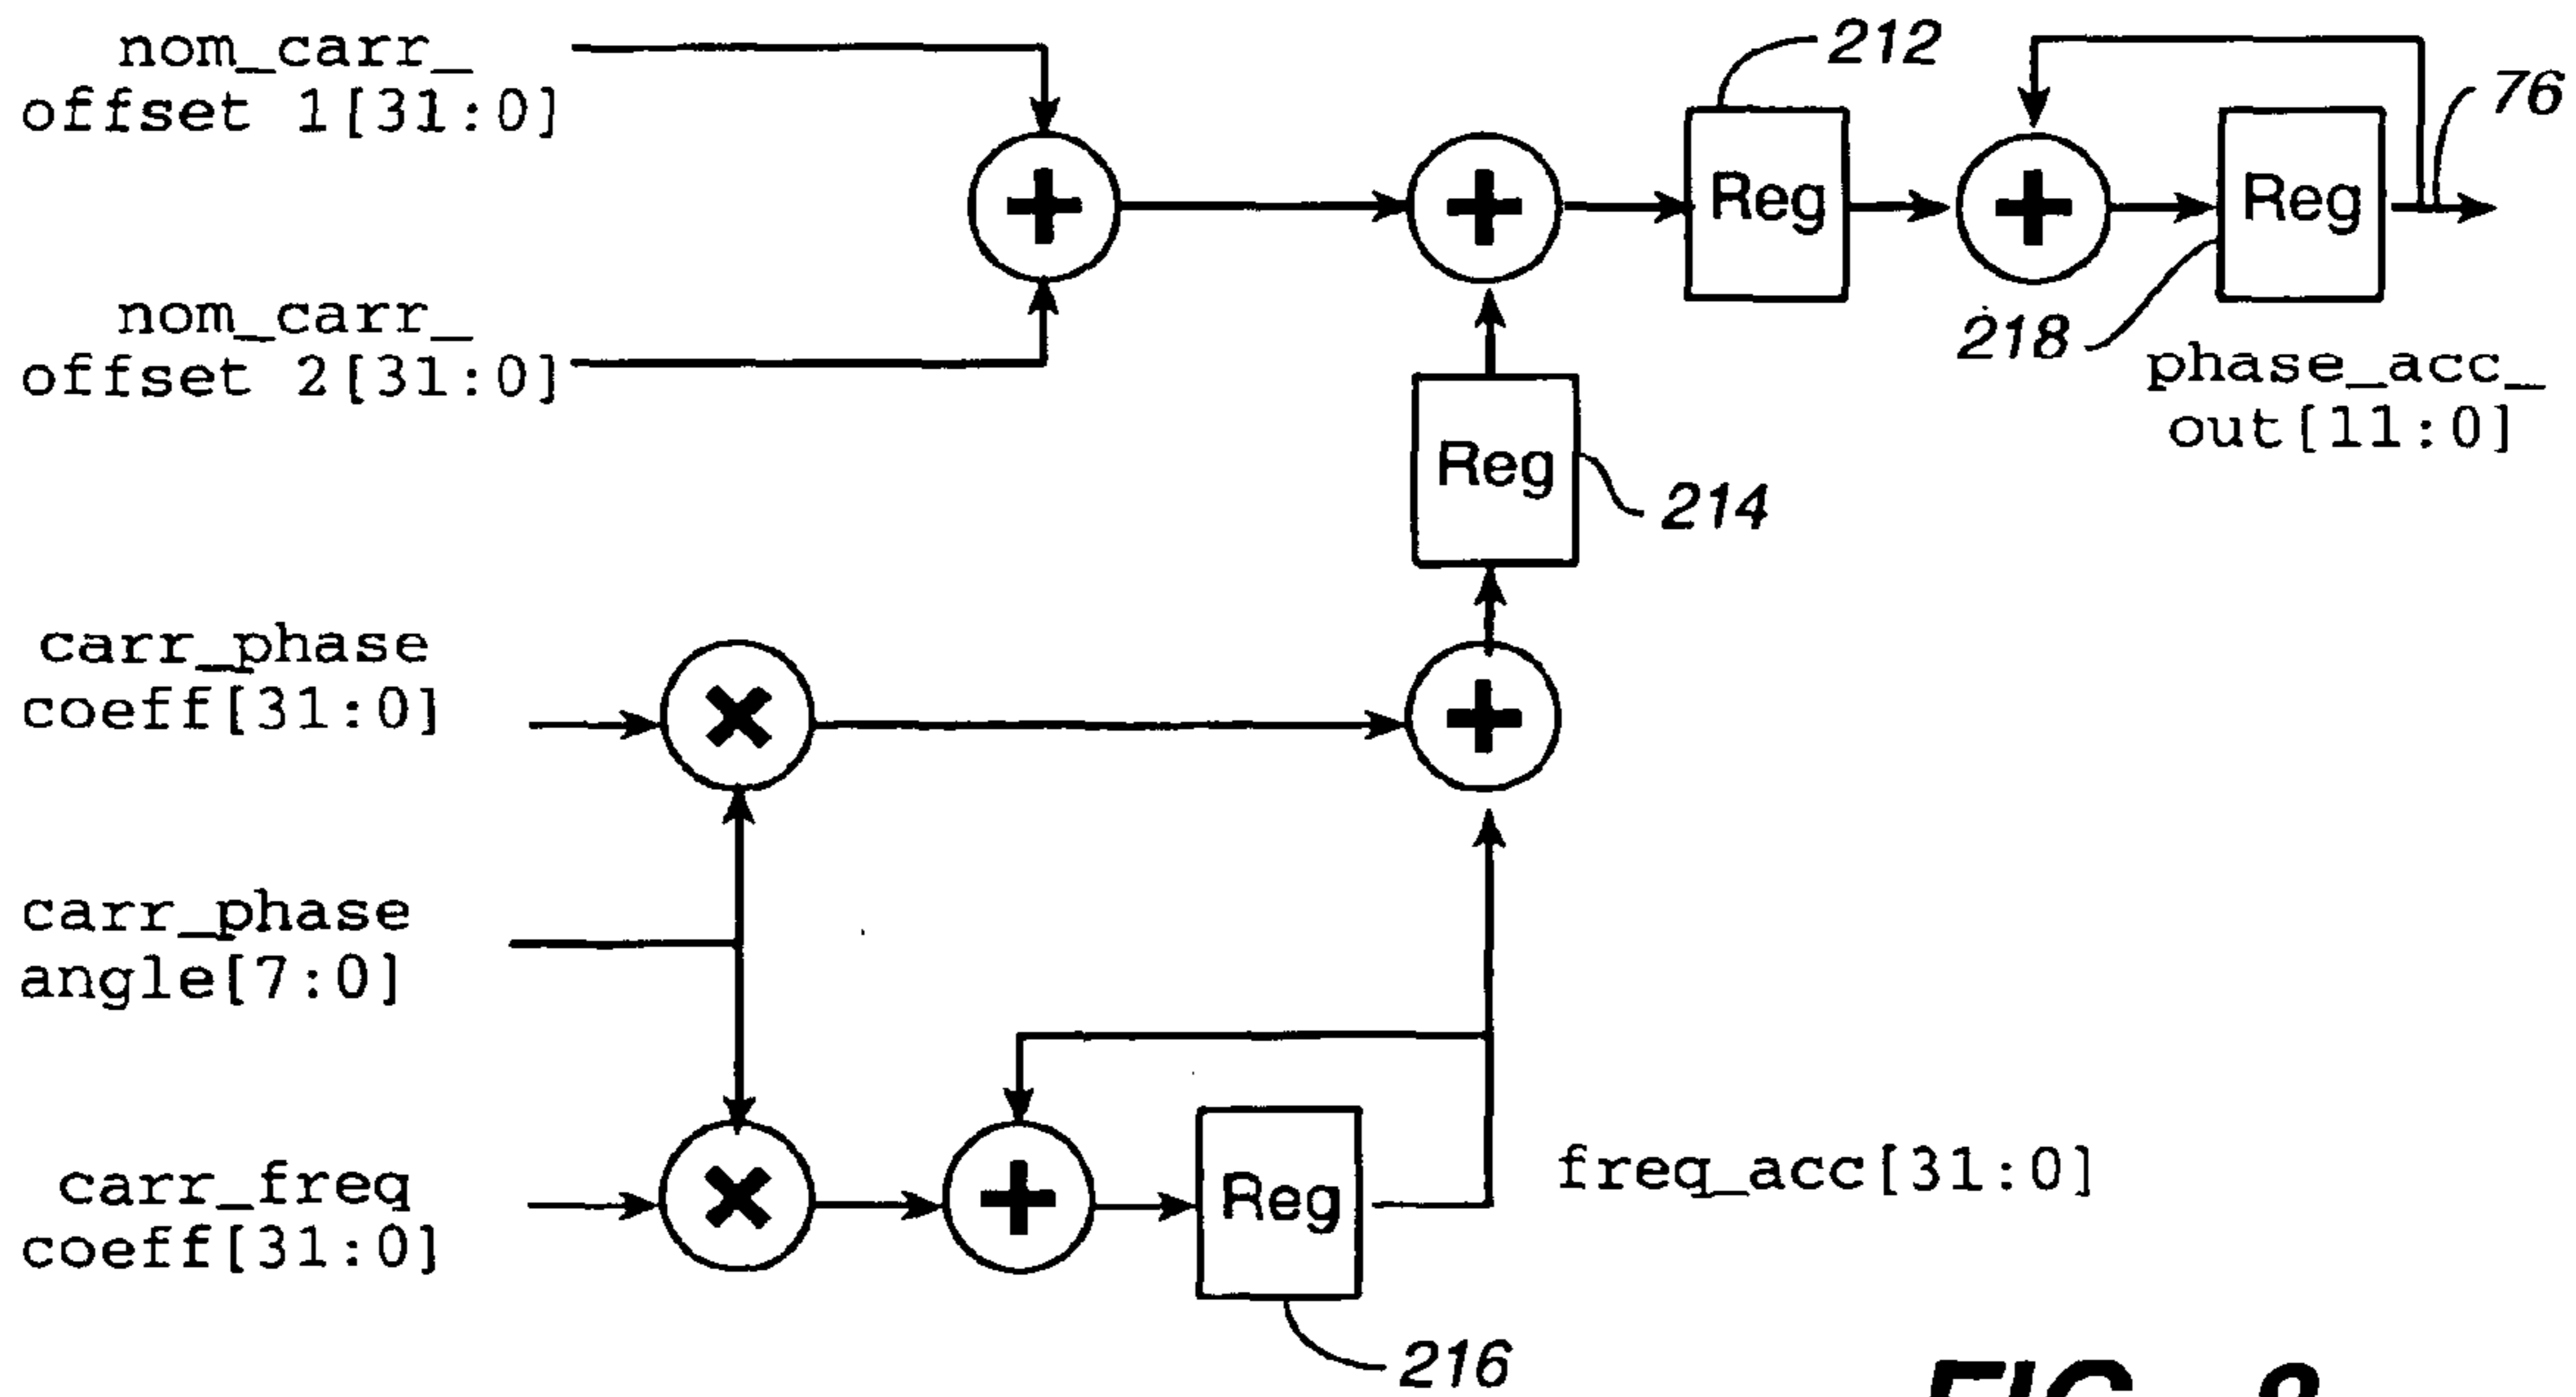 nom_carr_
offset 1[31:0]
212
76
Reg
Reg
nom_carr_
offset 2[31:0]
218
phase_acc_
out[11:0]
Reg
214
carr_phase
coeff[31:0]
carr_phase
angle[7:0]
carr_freq
coeff[31:0]
Reg
freq_acc[31:0]
216